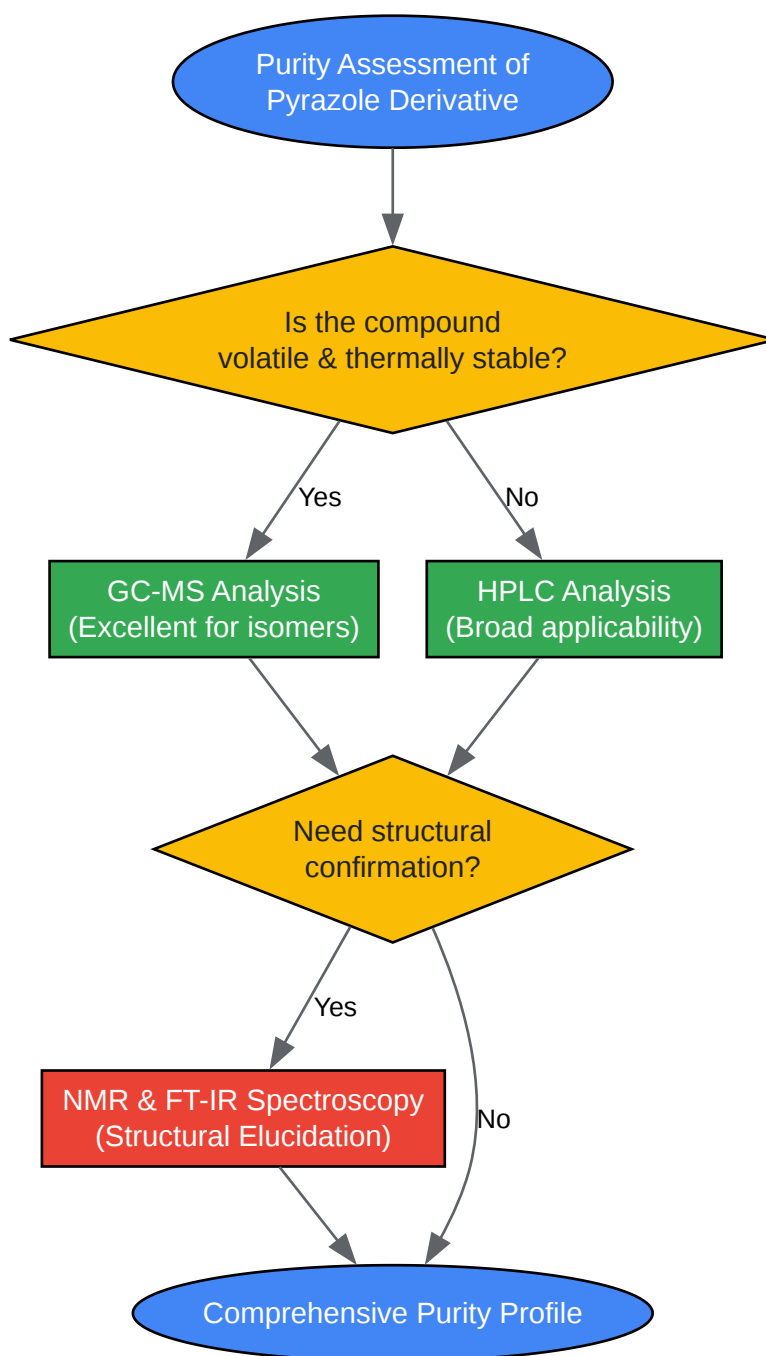 Purity Assessment of
Pyrazole Derivative
Is the compound
volatile & thermally stable?
Yes
No
GC-MS Analysis
(Excellent for isomers)
HPLC Analysis
(Broad applicability)
Need structural
confirmation?
Yes
NMR & FT-IR Spectroscopy
(Structural Elucidation)
No
Comprehensive Purity Profile